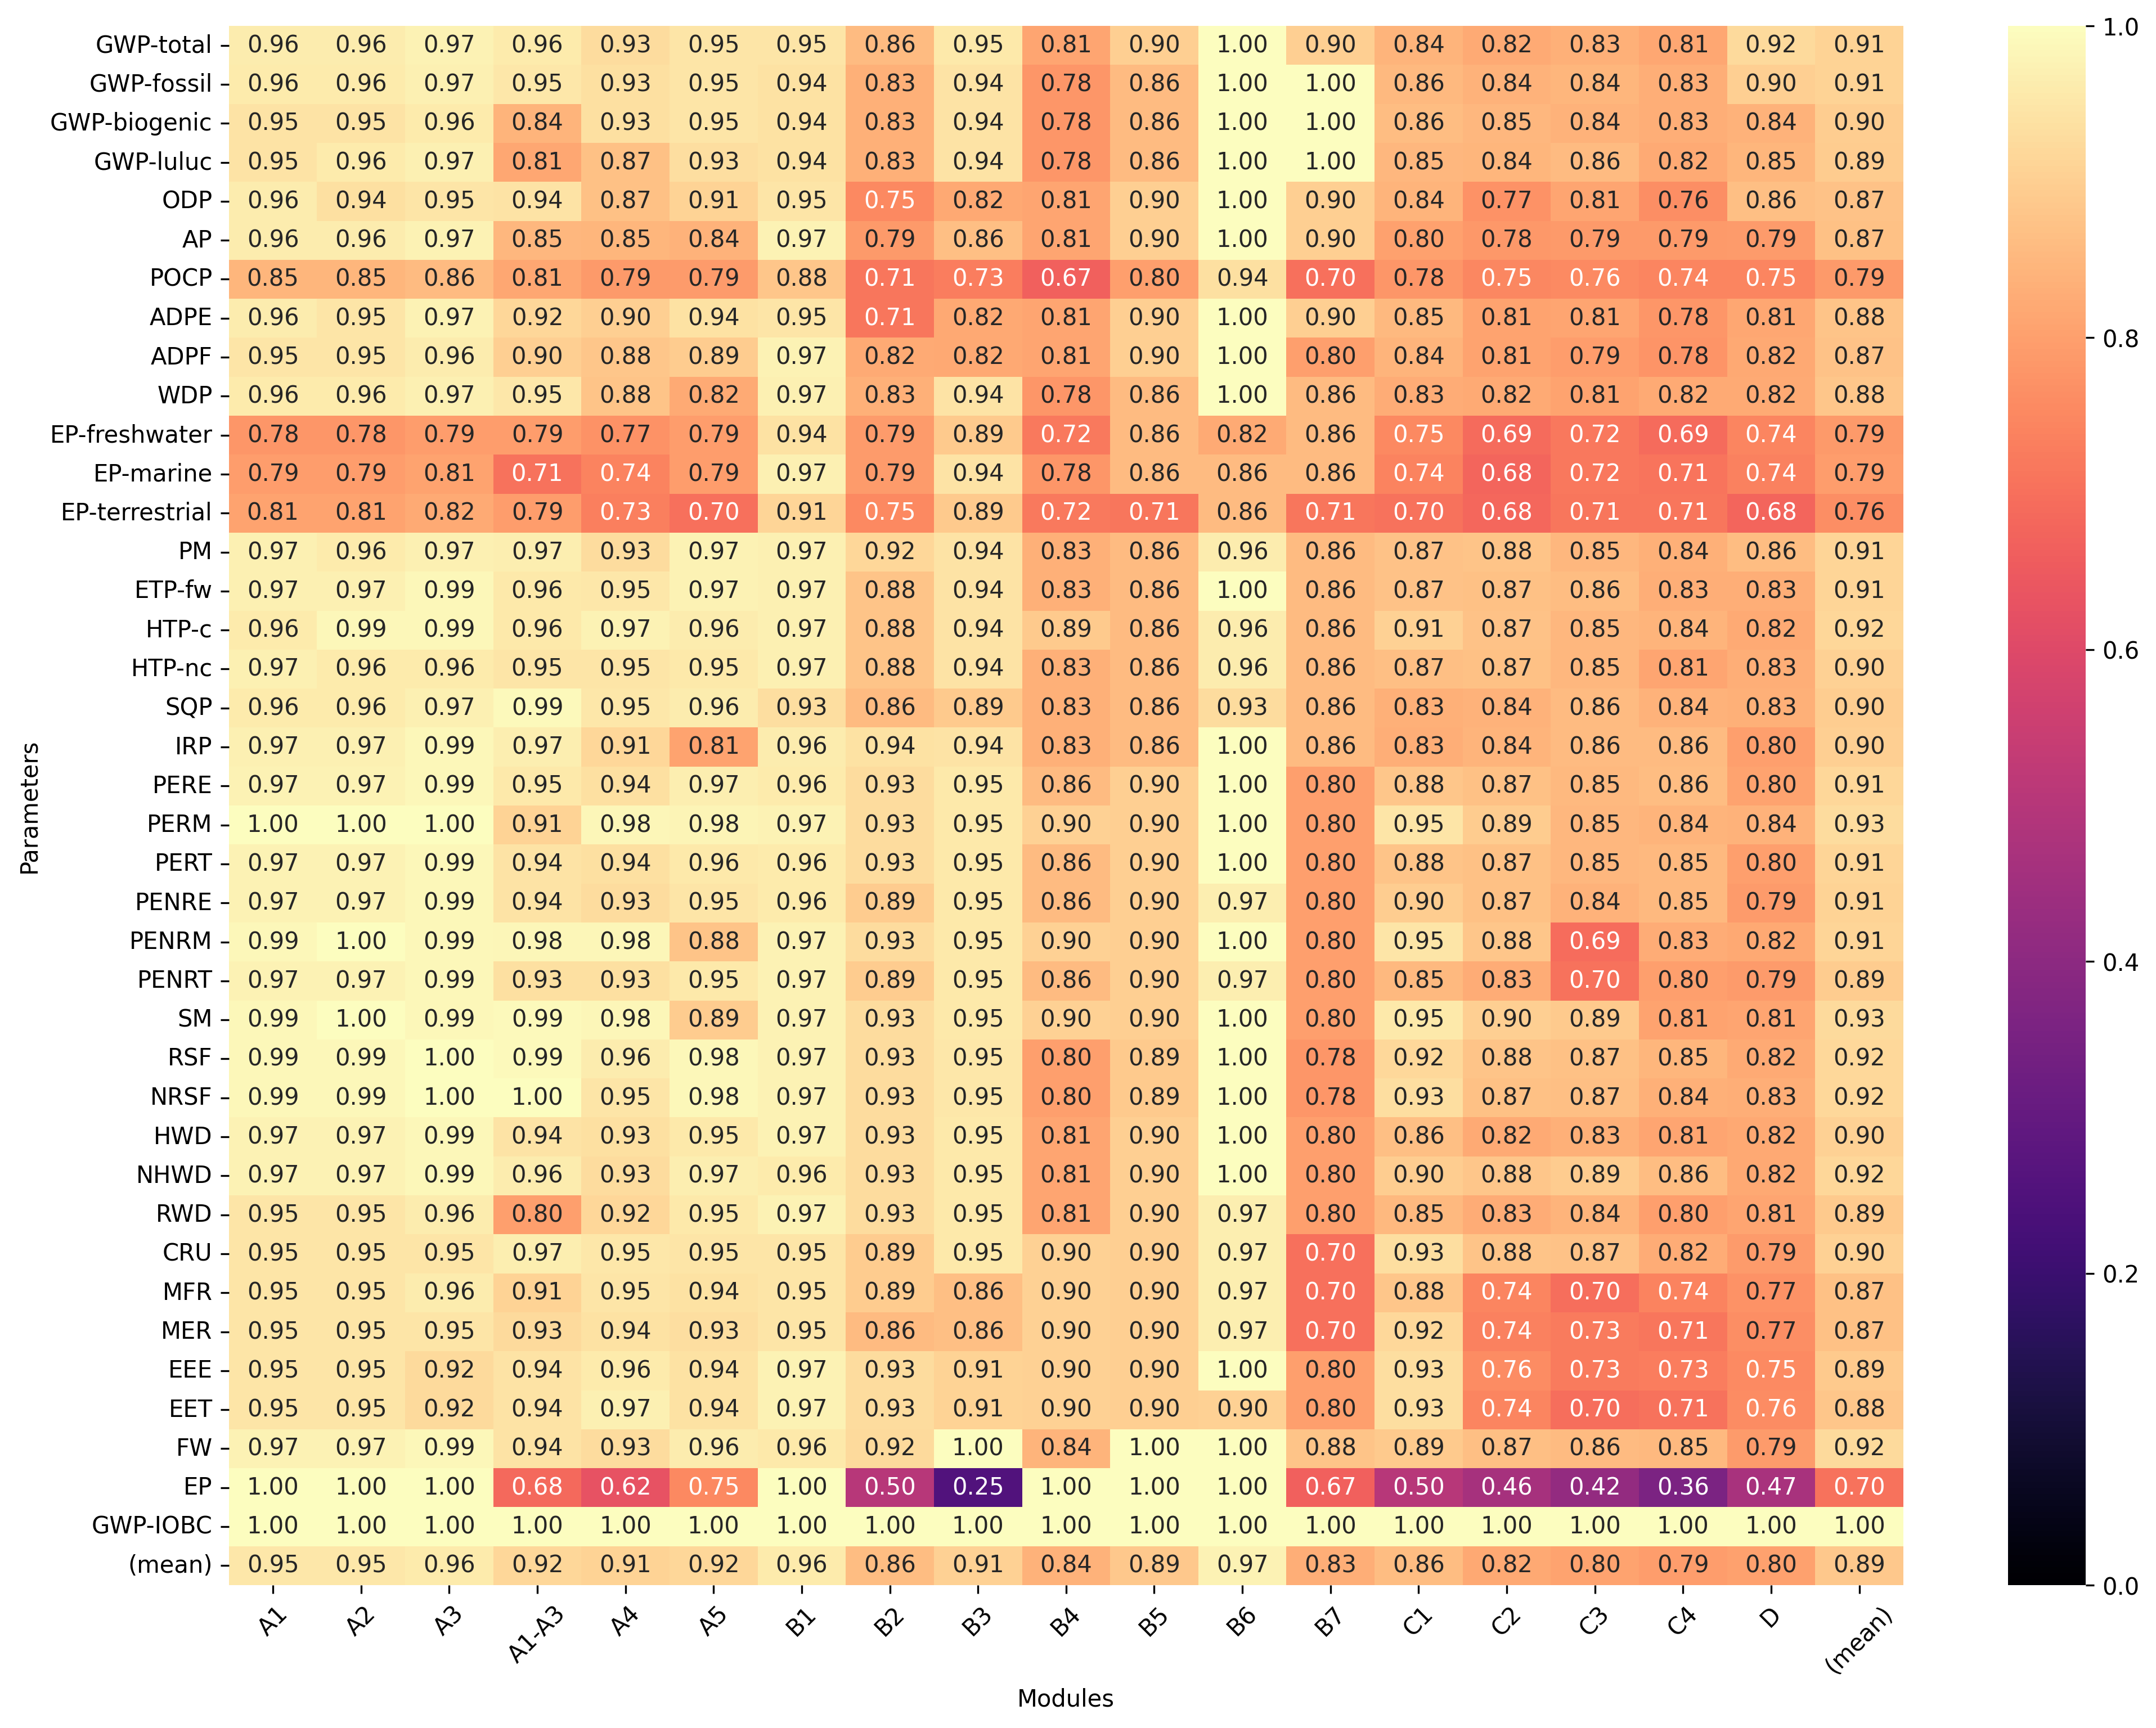 GWP-total 0.96 0.96 0.97 0.96 0.93 0.95 0.95 0.86 0.95 0.81 0.90 1.00 0.90 0.84 0.82 0.83 0.81 0.92 0.91
GWP-fossil 0.96 0.96 0.97 0.95 0.93 0.95 0.94 0.83 0.94 0.78 0.86 1.00 1.00 0.86 0.84 0.84 0.83 0.90 0.91
GWP-biogenic 0.95 0.95 0.96 0.84 0.93 0.95 0.94 0.83 0.94 0.78 0.86 1.00 1.00 0.86 0.85 0.84 0.83 0.84 0.90
GWP-luluc 0.95 0.96 0.97 0.81 0.87 0.93 0.94 0.83 0.94 0.78 0.86 1.00 1.00 0.85 0.84 0.86 0.82 0.85 0.89
ODP 0.96 0.94 0.95 0.94 0.87 0.91 0.95 0.75 0.82 0.81 0.90 1.00 0.90 0.84 0.77 0.81 0.76 0.86 0.87
AP 0.96 0.96 0.97 0.85 0.85 0.84 0.97 0.79 0.86 0.81 0.90 1.00 0.90 0.80 0.78 0.79 0.79 0.79 0.87
POCP 0.85 0.85 0.86 0.81 0.79 0.79 0.88 0.71 0.73 0.67 0.80 0.94 0.70 0.78 0.75 0.76 0.74 0.75 0.79
ADPE 0.96 0.95 0.97 0.92 0.90 0.94 0.95 0.71 0.82 0.81 0.90 1.00 0.90 0.85 0.81 0.81 0.78 0.81 0.88
ADPF 0.95 0.95 0.96 0.90 0.88 0.89 0.97 0.82 0.82 0.81 0.90 1.00 0.80 0.84 0.81 0.79 0.78 0.82 0.87
WDP 0.96 0.96 0.97 0.95 0.88 0.82 0.97 0.83 0.94 0.78 0.86 1.00 0.86 0.83 0.82 0.81 0.82 0.82 0.88
EP-freshwater 0.78 0.78 0.79 0.79 0.77 0.79 0.94 0.79 0.89 0.72 0.86 0.82 0.86 0.75 0.69 0.72 0.69 0.74 0.79
EP-marine 0.79 0.79 0.81 0.71 0.74 0.79 0.97 0.79 0.94 0.78 0.86 0.86 0.86 0.74 0.68 0.72 0.71 0.74 0.79
EP-terrestrial 0.81 0.81 0.82 0.79 0.73 0.70 0.91 0.75 0.89 0.72 0.71 0.86 0.71 0.70 0.68 0.71 0.71 0.68 0.76
PM 0.97 0.96 0.97 0.97 0.93 0.97 0.97 0.92 0.94 0.83 0.86 0.96 0.86 0.87 0.88 0.85 0.84 0.86 0.91
ETP-fw 0.97 0.97 0.99 0.96 0.95 0.97 0.97 0.88 0.94 0.83 0.86 1.00 0.86 0.87 0.87 0.86 0.83 0.83 0.91
HTP-c 0.96 0.99 0.99 0.96 0.97 0.96 0.97 0.88 0.94 0.89 0.86 0.96 0.86 0.91 0.87 0.85 0.84 0.82 0.92
HTP-nc 0.97 0.96 0.96 0.95 0.95 0.95 0.97 0.88 0.94 0.83 0.86 0.96 0.86 0.87 0.87 0.85 0.81 0.83 0.90
SQP 0.96 0.96 0.97 0.99 0.95 0.96 0.93 0.86 0.89 0.83 0.86 0.93 0.86 0.83 0.84 0.86 0.84 0.83 0.90
IRP 0.97 0.97 0.99 0.97 0.91 0.81 0.96 0.94 0.94 0.83 0.86 1.00 0.86 0.83 0.84 0.86 0.86 0.80 0.90
PERE 0.97 0.97 0.99 0.95 0.94 0.97 0.96 0.93 0.95 0.86 0.90 1.00 0.80 0.88 0.87 0.85 0.86 0.80 0.91
PERM 1.00 1.00 1.00 0.91 0.98 0.98 0.97 0.93 0.95 0.90 0.90 1.00 0.80 0.95 0.89 0.85 0.84 0.84 0.93
PERT 0.97 0.97 0.99 0.94 0.94 0.96 0.96 0.93 0.95 0.86 0.90 1.00 0.80 0.88 0.87 0.85 0.85 0.80 0.91
PENRE 0.97 0.97 0.99 0.94 0.93 0.95 0.96 0.89 0.95 0.86 0.90 0.97 0.80 0.90 0.87 0.84 0.85 0.79 0.91
PENRM 0.99 1.00 0.99 0.98 0.98 0.88 0.97 0.93 0.95 0.90 0.90 1.00 0.80 0.95 0.88 0.69 0.83 0.82 0.91
PENRT 0.97 0.97 0.99 0.93 0.93 0.95 0.97 0.89 0.95 0.86 0.90 0.97 0.80 0.85 0.83 0.70 0.80 0.79 0.89
SM 0.99 1.00 0.99 0.99 0.98 0.89 0.97 0.93 0.95 0.90 0.90 1.00 0.80 0.95 0.90 0.89 0.81 0.81 0.93
RSF 0.99 0.99 1.00 0.99 0.96 0.98 0.97 0.93 0.95 0.80 0.89 1.00 0.78 0.92 0.88 0.87 0.85 0.82 0.92
NRSF 0.99 0.99 1.00 1.00 0.95 0.98 0.97 0.93 0.95 0.80 0.89 1.00 0.78 0.93 0.87 0.87 0.84 0.83 0.92
HWD 0.97 0.97 0.99 0.94 0.93 0.95 0.97 0.93 0.95 0.81 0.90 1.00 0.80 0.86 0.82 0.83 0.81 0.82 0.90
NHWD 0.97 0.97 0.99 0.96 0.93 0.97 0.96 0.93 0.95 0.81 0.90 1.00 0.80 0.90 0.88 0.89 0.86 0.82 0.92
RWD 0.95 0.95 0.96 0.80 0.92 0.95 0.97 0.93 0.95 0.81 0.90 0.97 0.80 0.85 0.83 0.84 0.80 0.81 0.89
CRU 0.95 0.95 0.95 0.97 0.95 0.95 0.95 0.89 0.95 0.90 0.90 0.97 0.70 0.93 0.88 0.87 0.82 0.79 0.90
MFR 0.95 0.95 0.96 0.91 0.95 0.94 0.95 0.89 0.86 0.90 0.90 0.97 0.70 0.88 0.74 0.70 0.74 0.77 0.87
MER 0.95 0.95 0.95 0.93 0.94 0.93 0.95 0.86 0.86 0.90 0.90 0.97 0.70 0.92 0.74 0.73 0.71 0.77 0.87
EEE 0.95 0.95 0.92 0.94 0.96 0.94 0.97 0.93 0.91 0.90 0.90 1.00 0.80 0.93 0.76 0.73 0.73 0.75 0.89
EET 0.95 0.95 0.92 0.94 0.97 0.94 0.97 0.93 0.91 0.90 0.90 0.90 0.80 0.93 0.74 0.70 0.71 0.76 0.88
FW 0.97 0.97 0.99 0.94 0.93 0.96 0.96 0.92 1.00 0.84 1.00 1.00 0.88 0.89 0.87 0.86 0.85 0.79 0.92
EP 1.00 1.00 1.00 0.68 0.62 0.75 1.00 0.50 0.25 1.00 1.00 1.00 0.67 0.50 0.46 0.42 0.36 0.47 0.70
GWP-IOBC 1.00 1.00 1.00 1.00 1.00 1.00 1.00 1.00 1.00 1.00 1.00 1.00 1.00 1.00 1.00 1.00 1.00 1.00 1.00
(mean) 0.95 0.95 0.96 0.92 0.91 0.92 0.96 0.86 0.91 0.84 0.89 0.97 0.83 0.86 0.82 0.80 0.79 0.80 0.89
A1 A2 A3 A1-A3 A4 A5 B1 B2 B3 B4 B5 B6 B7 C1 C2 C3 C4 D (mean)
Modules
Parameters
1.0
0.8
0.6
0.4
0.2
0.0